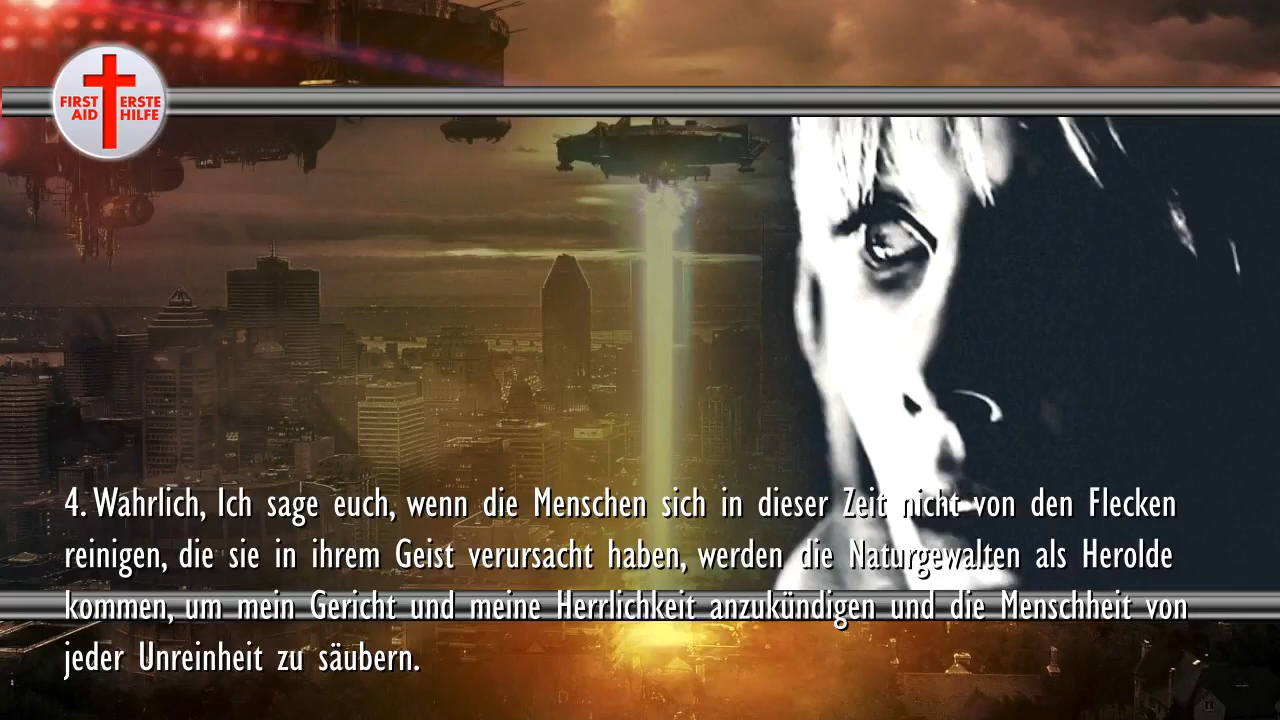 FIRST ERSTE
AID HILFE
4. Wahrlich, Ich sage euch, wenn die Menschen sich in dieser Zeit nicht von den Flecken
reinigen, die sie in ihrem Geist verursacht haben, werden die Naturgewalten als Herolde
kommen, um mein Gericht und meine Herrlichkeit anzukündigen und die Menschheit von
jeder Unreinheit zu säubern.